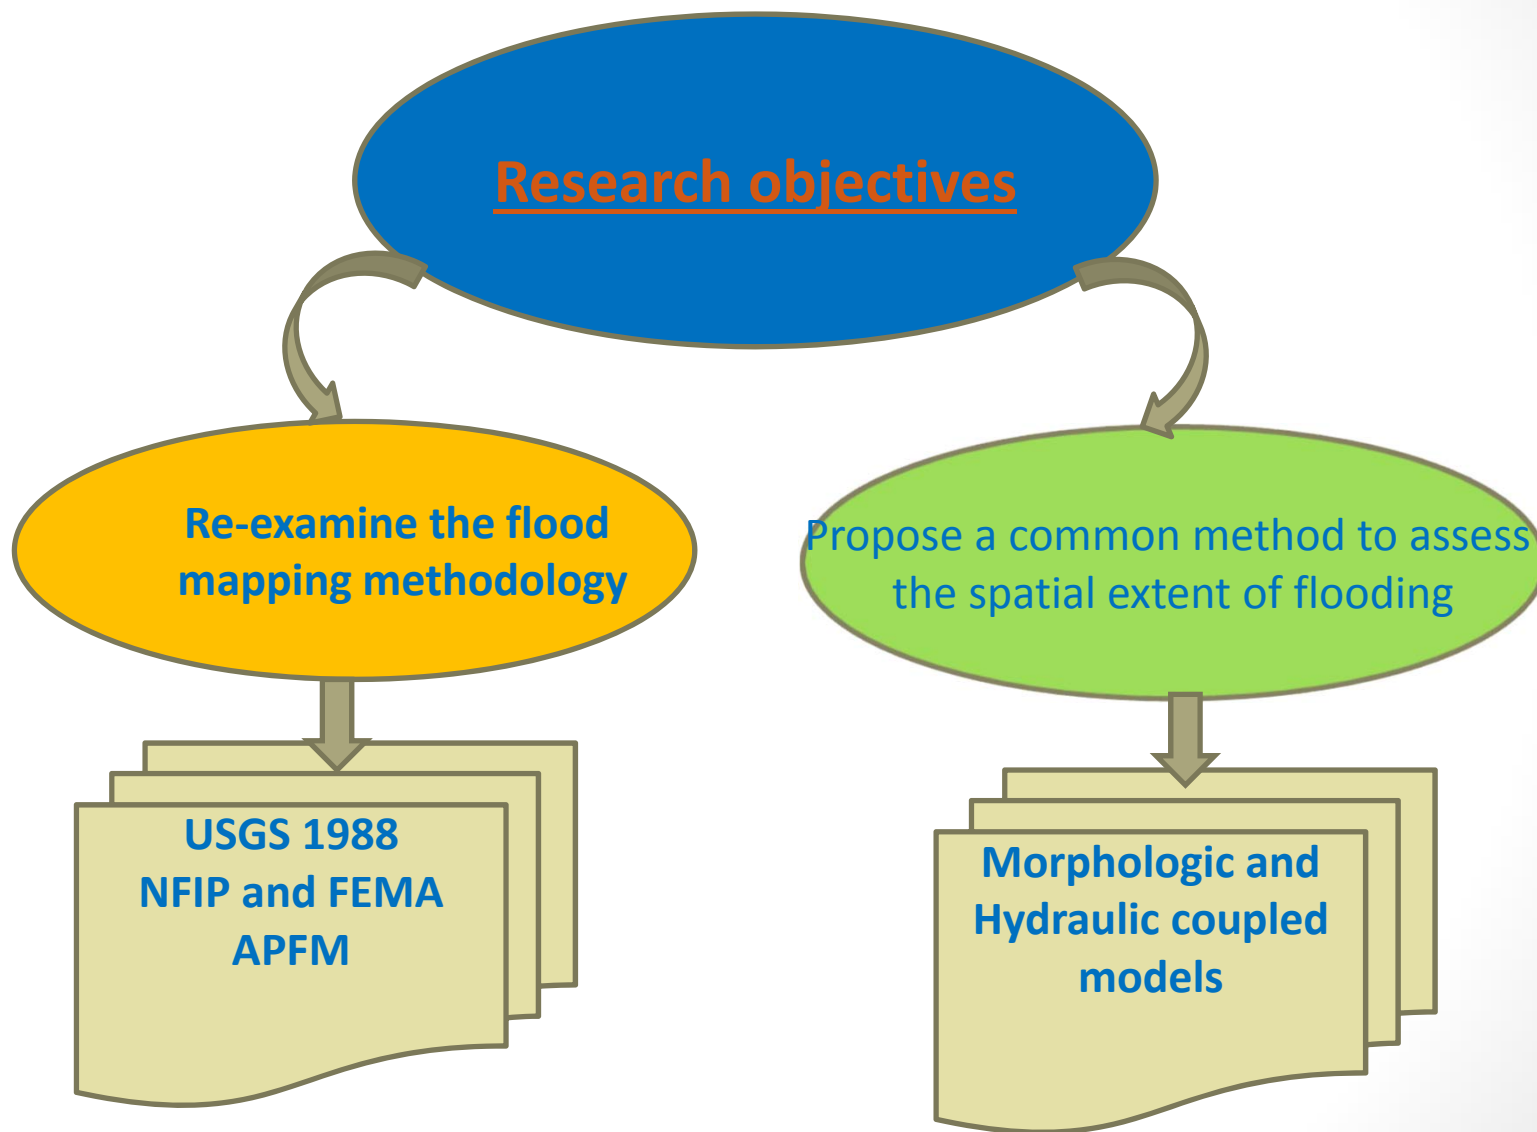 Research objectives
Re-examine the flood
mapping methodology
Propose a common method to assess
the spatial extent of flooding
USGS 1988
NFIP and FEMA
APFM
Morphologic and
Hydraulic coupled
models